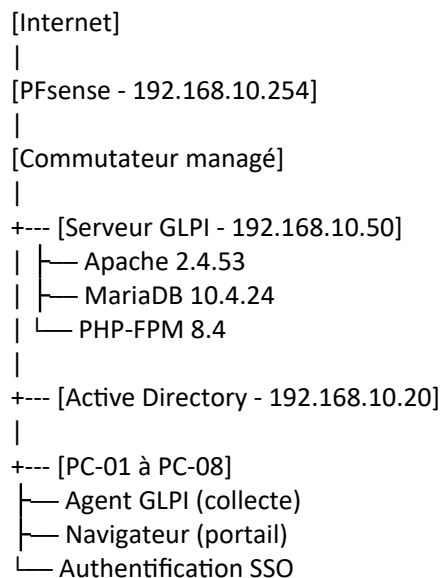 [Internet]
|
[PFsense - 192.168.10.254]
|
[Commutateur managé]
|
+--- [Serveur GLPI - 192.168.10.50]
| ├── Apache 2.4.53
| ├── MariaDB 10.4.24
| └── PHP-FPM 8.4
|
+--- [Active Directory - 192.168.10.20]
|
+--- [PC-01 à PC-08]
├── Agent GLPI (collecte)
├── Navigateur (portail)
└── Authentification SSO